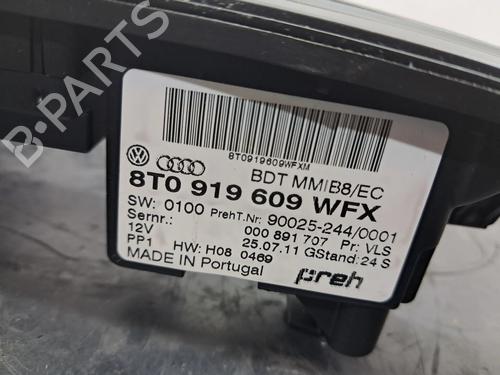 B-Parts
8T0919609WFXM
BDT MMIB8/EC
8T0 919 609 WFX
SW: 0100 PrehT.Nr: 90025-244/0001
Sernr.: 000 891 707 Pr: VLS
12V 25.07.11 GStand: 24 S
PP1 HW: H08 0469
MADE IN Portugal
preh